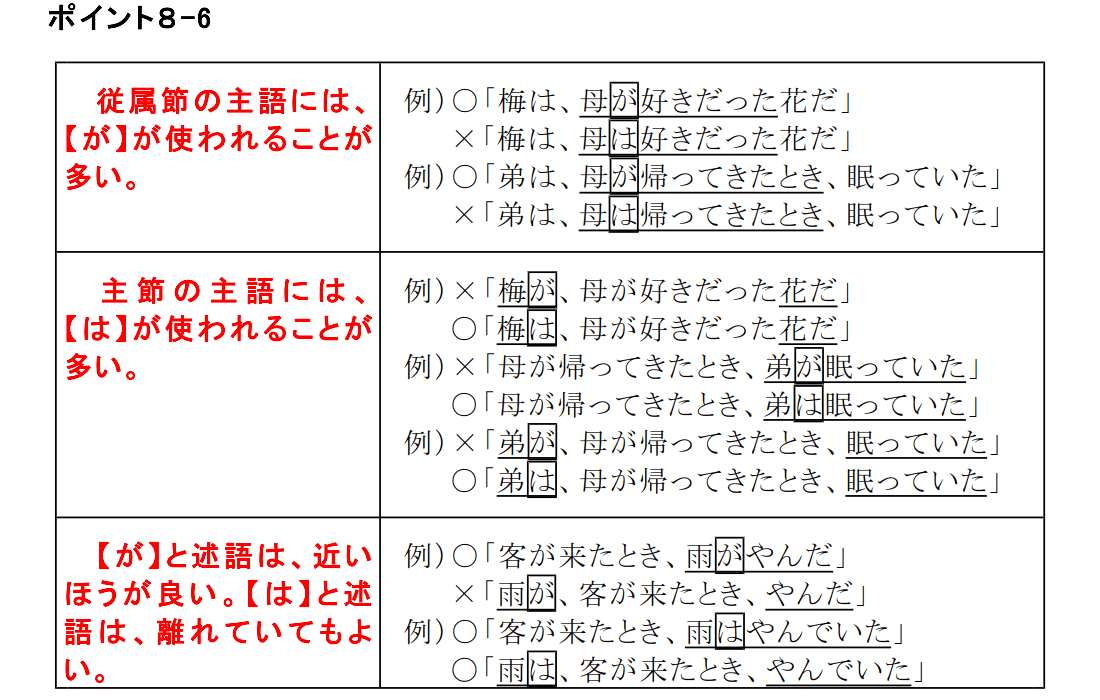 ポイント８-６
従属節の主語には、
【が】が使われることが
多い。
例）○「梅は、母が好きだった花だ」
×「梅は、母は好きだった花だ」
例）○「弟は、母が帰ってきたとき、眠っていた」
×「弟は、母は帰ってきたとき、眠っていた」
主節の主語には、
【は】が使われることが
多い。
例）×「梅が、母が好きだった花だ」
○「梅は、母が好きだった花だ」
例）×「母が帰ってきたとき、弟が眠っていた」
○「母が帰ってきたとき、弟は眠っていた」
例）×「弟が、母が帰ってきたとき、眠っていた」
○「弟は、母が帰ってきたとき、眠っていた」
【が】と述語は、近い
ほうが良い。【は】と述
語は、離れていてもよ
い。
例）○「客が来たとき、雨がやんだ」
×「雨が、客が来たとき、やんだ」
例）○「客が来たとき、雨はやんでいた」
○「雨は、客が来たとき、やんでいた」